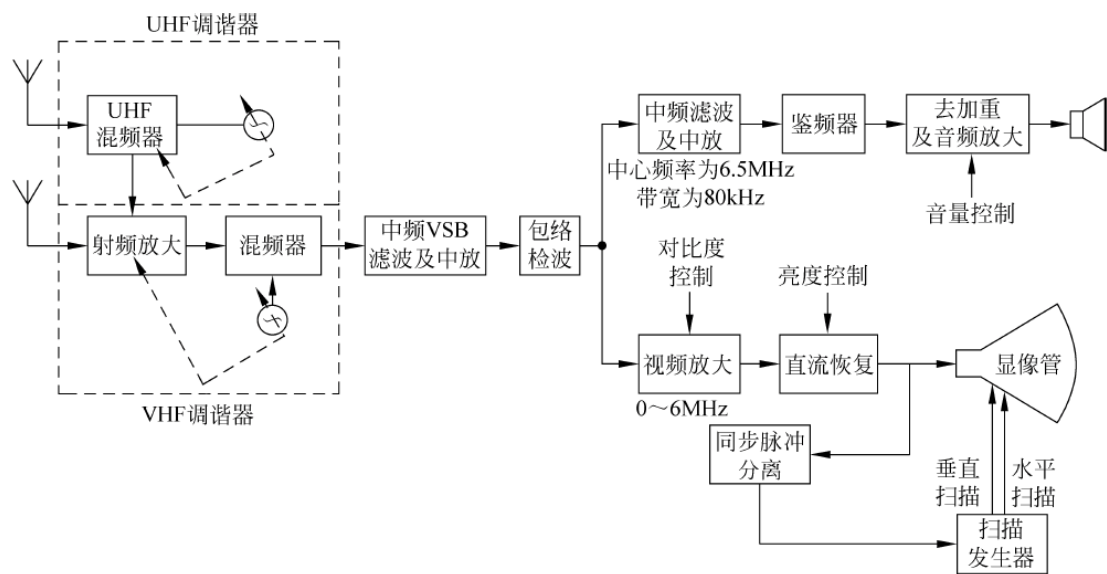 UHF调谐器
UHF
混频器
射频放大
混频器
VHF调谐器
中频VSB
滤波及中放
包络
检波
中频滤波
及中放
中心频率为6.5MHz
带宽为80kHz
鉴频器
去加重
及音频放大
音量控制
对比度
控制
亮度控制
视频放大
0～6MHz
直流恢复
显像管
同步脉冲
分离
垂直
扫描
水平
扫描
扫描
发生器